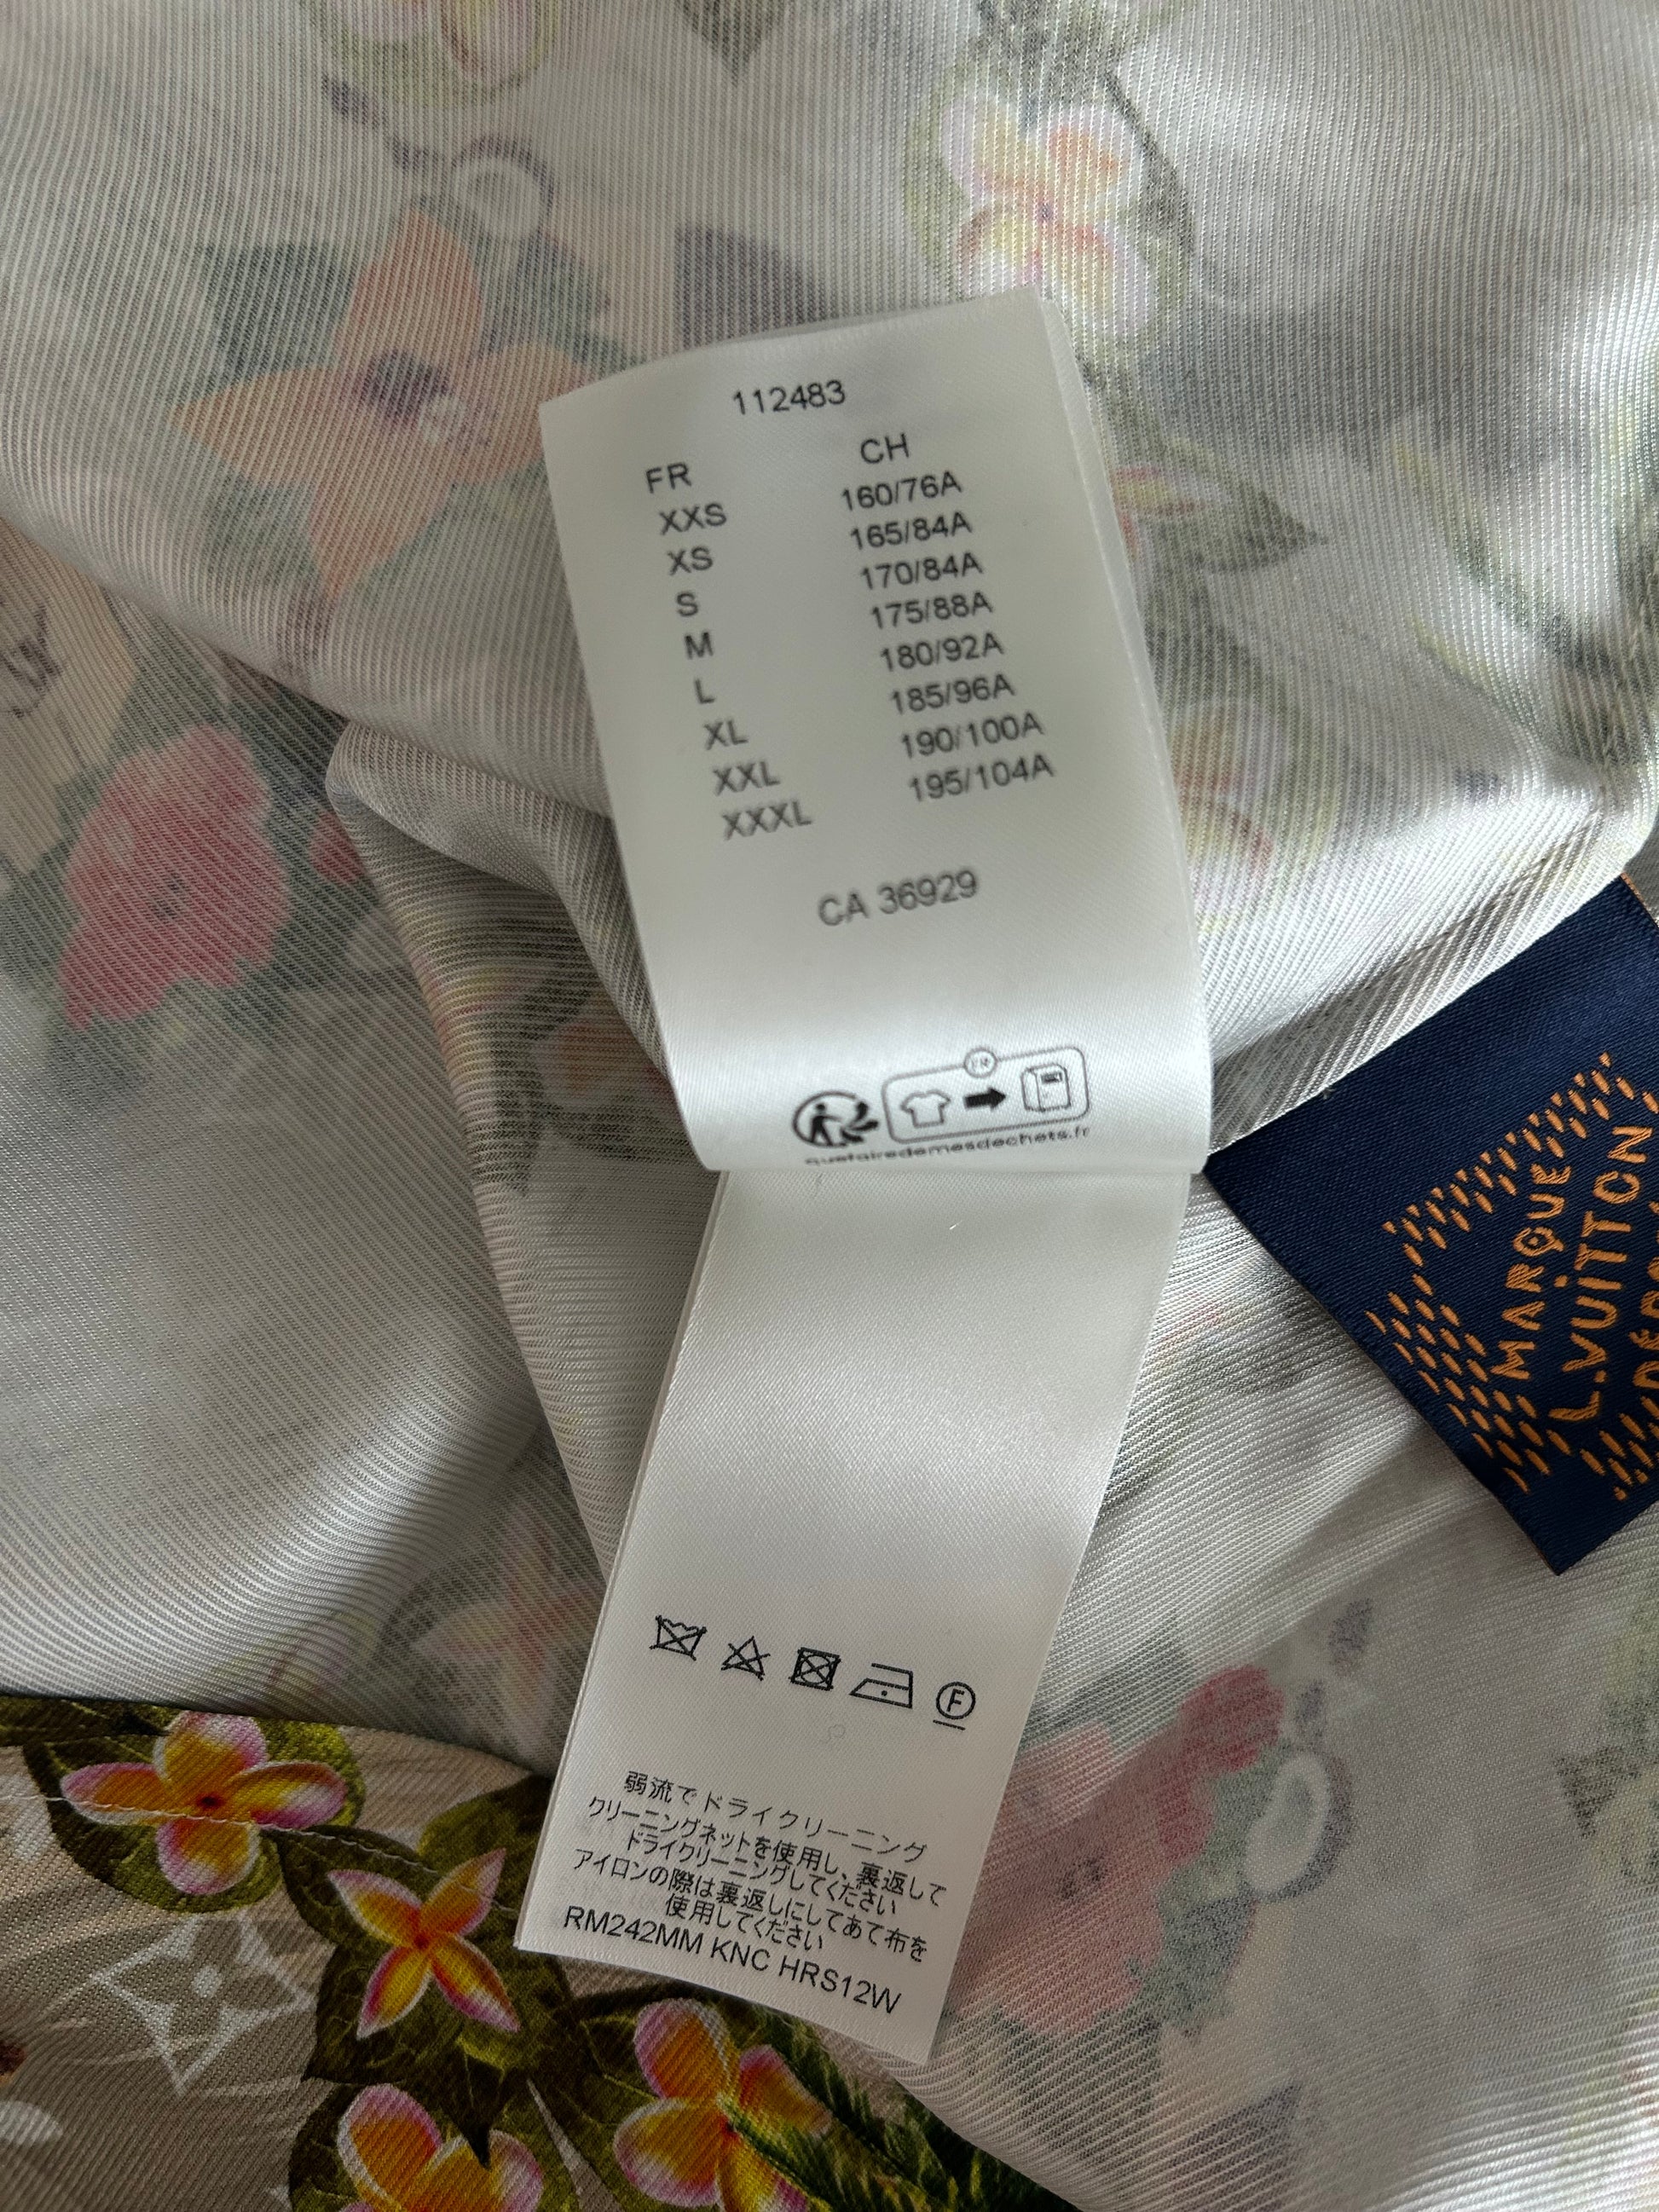 112483
FR CH
XXS 160/76A
XS 165/84A
S 170/84A
M 175/88A
L 180/92A
XL 185/96A
XXL 190/100A
XXXL 195/104A
CA 36929
FR
quefairedemesdechets.fr
MARQUE
L.VUITTON
F
弱流でドライクリーニング
クリーニングネットを使用し、裏返して
ドライクリーニングしてください
アイロンの際は裏返しにしてあて布を
使用してください
RM242MM KNC HRS12W